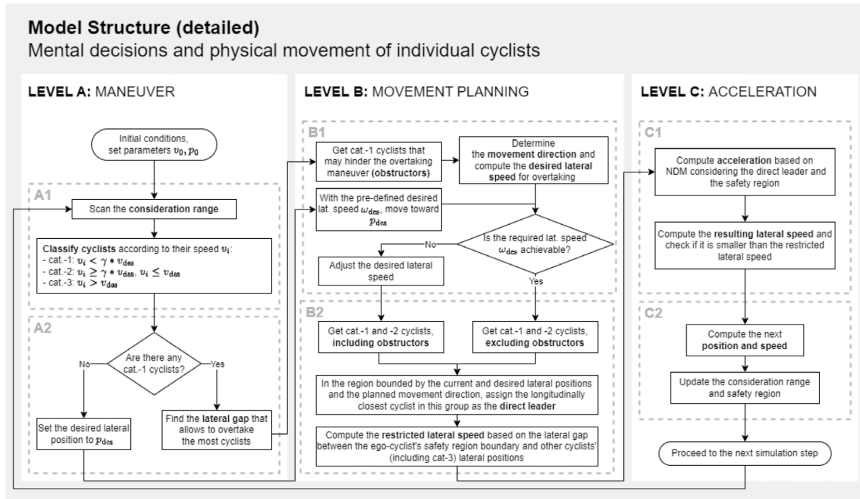 Model Structure (detailed)
Mental decisions and physical movement of individual cyclists
LEVEL A: MANEUVER
Initial conditions,
set parameters υ₀, p₀
A1
Scan the consideration range
Classify cyclists according to their speed υᵢ:
- cat.-1: υᵢ < γ * υdes
- cat.-2: υᵢ ≥ γ * υdes, υᵢ ≤ υdes
- cat.-3: υᵢ > υdes
A2
Are there any
cat.-1 cyclists?
No
Yes
Set the desired lateral
position to pdes
Find the lateral gap that
allows to overtake
the most cyclists
LEVEL B: MOVEMENT PLANNING
B1
Get cat.-1 cyclists that
may hinder the overtaking
maneuver (obstructors)
Determine
the movement direction and
compute the desired lateral
speed for overtaking
With the pre-defined desired
lat. speed ωdes, move toward
pdes
Is the required lat. speed
ωdes achievable?
No
Yes
Adjust the desired lateral
speed
B2
Get cat.-1 and -2 cyclists,
including obstructors
Get cat.-1 and -2 cyclists,
excluding obstructors
In the region bounded by the current and desired lateral positions
and the planned movement direction, assign the longitudinally
closest cyclist in this group as the direct leader
Compute the restricted lateral speed based on the lateral gap
between the ego-cyclist's safety region boundary and other cyclists'
(including cat-3) lateral positions
LEVEL C: ACCELERATION
C1
Compute acceleration based on
NDM considering the direct leader
and the safety region
Compute the resulting lateral speed and
check if it is smaller than the restricted
lateral speed
C2
Compute the next
position and speed
Update the consideration range
and safety region
Proceed to the next simulation step